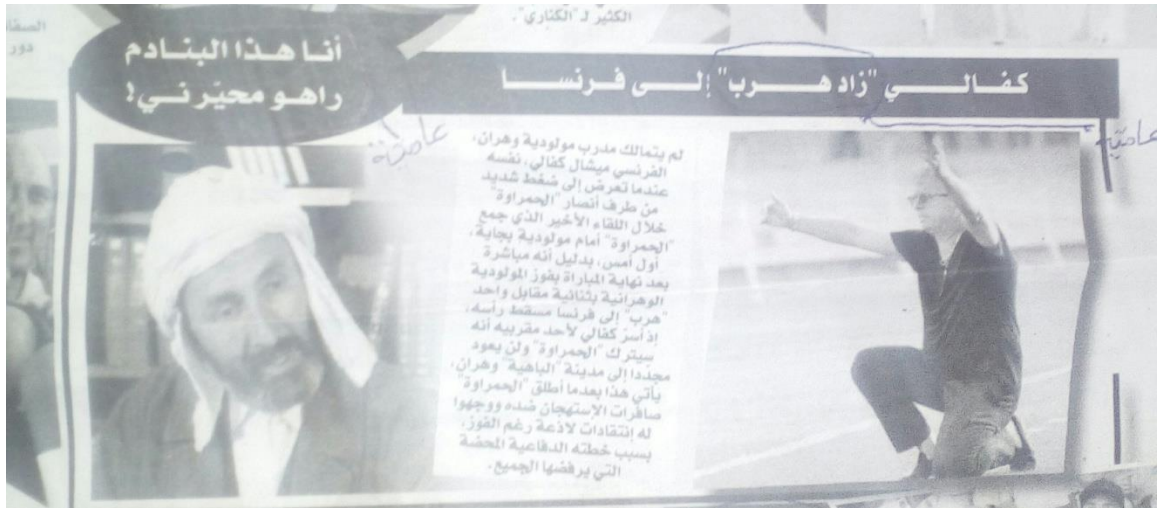 الكثير لـ "الكناري".
الصفا
دور
أنا هذا البنادم
راهو محيّرني!
كفالي "زاد هرب" إلى فرنسا
عامية
عامية
لم يتمالك مدرب مولودية وهران،
الفرنسي ميشال كفالي، نفسه
عندما تعرض إلى ضغط شديد
من طرف أنصار "الحمراوة"
خلال اللقاء الأخير الذي جمع
"الحمراوة" أمام مولودية بجاية،
أول أمس، بدليل أنه مباشرة
بعد نهاية المباراة بفوز المولودية
الوهرانية بثنائية مقابل واحد
"هرب" إلى فرنسا مسقط رأسه،
إذ أسرّ كفالي لأحد مقربيه أنه
سيترك "الحمراوة" ولن يعود
مجددا إلى مدينة "الباهية" وهران.
يأتي هذا بعدما أطلق "الحمراوة"
صافرات الإستهجان ضده ووجهوا
له إنتقادات لاذعة رغم الفوز،
بسبب خطته الدفاعية المحضة
التي يرفضها الجميع.